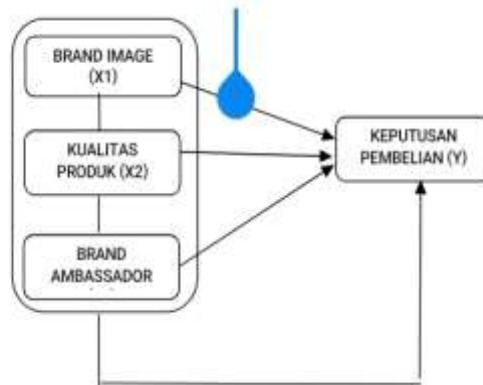 BRAND IMAGE
(X1)
KUALITAS
PRODUK (X2)
BRAND
AMBASSADOR
KEPUTUSAN
PEMBELIAN (Y)